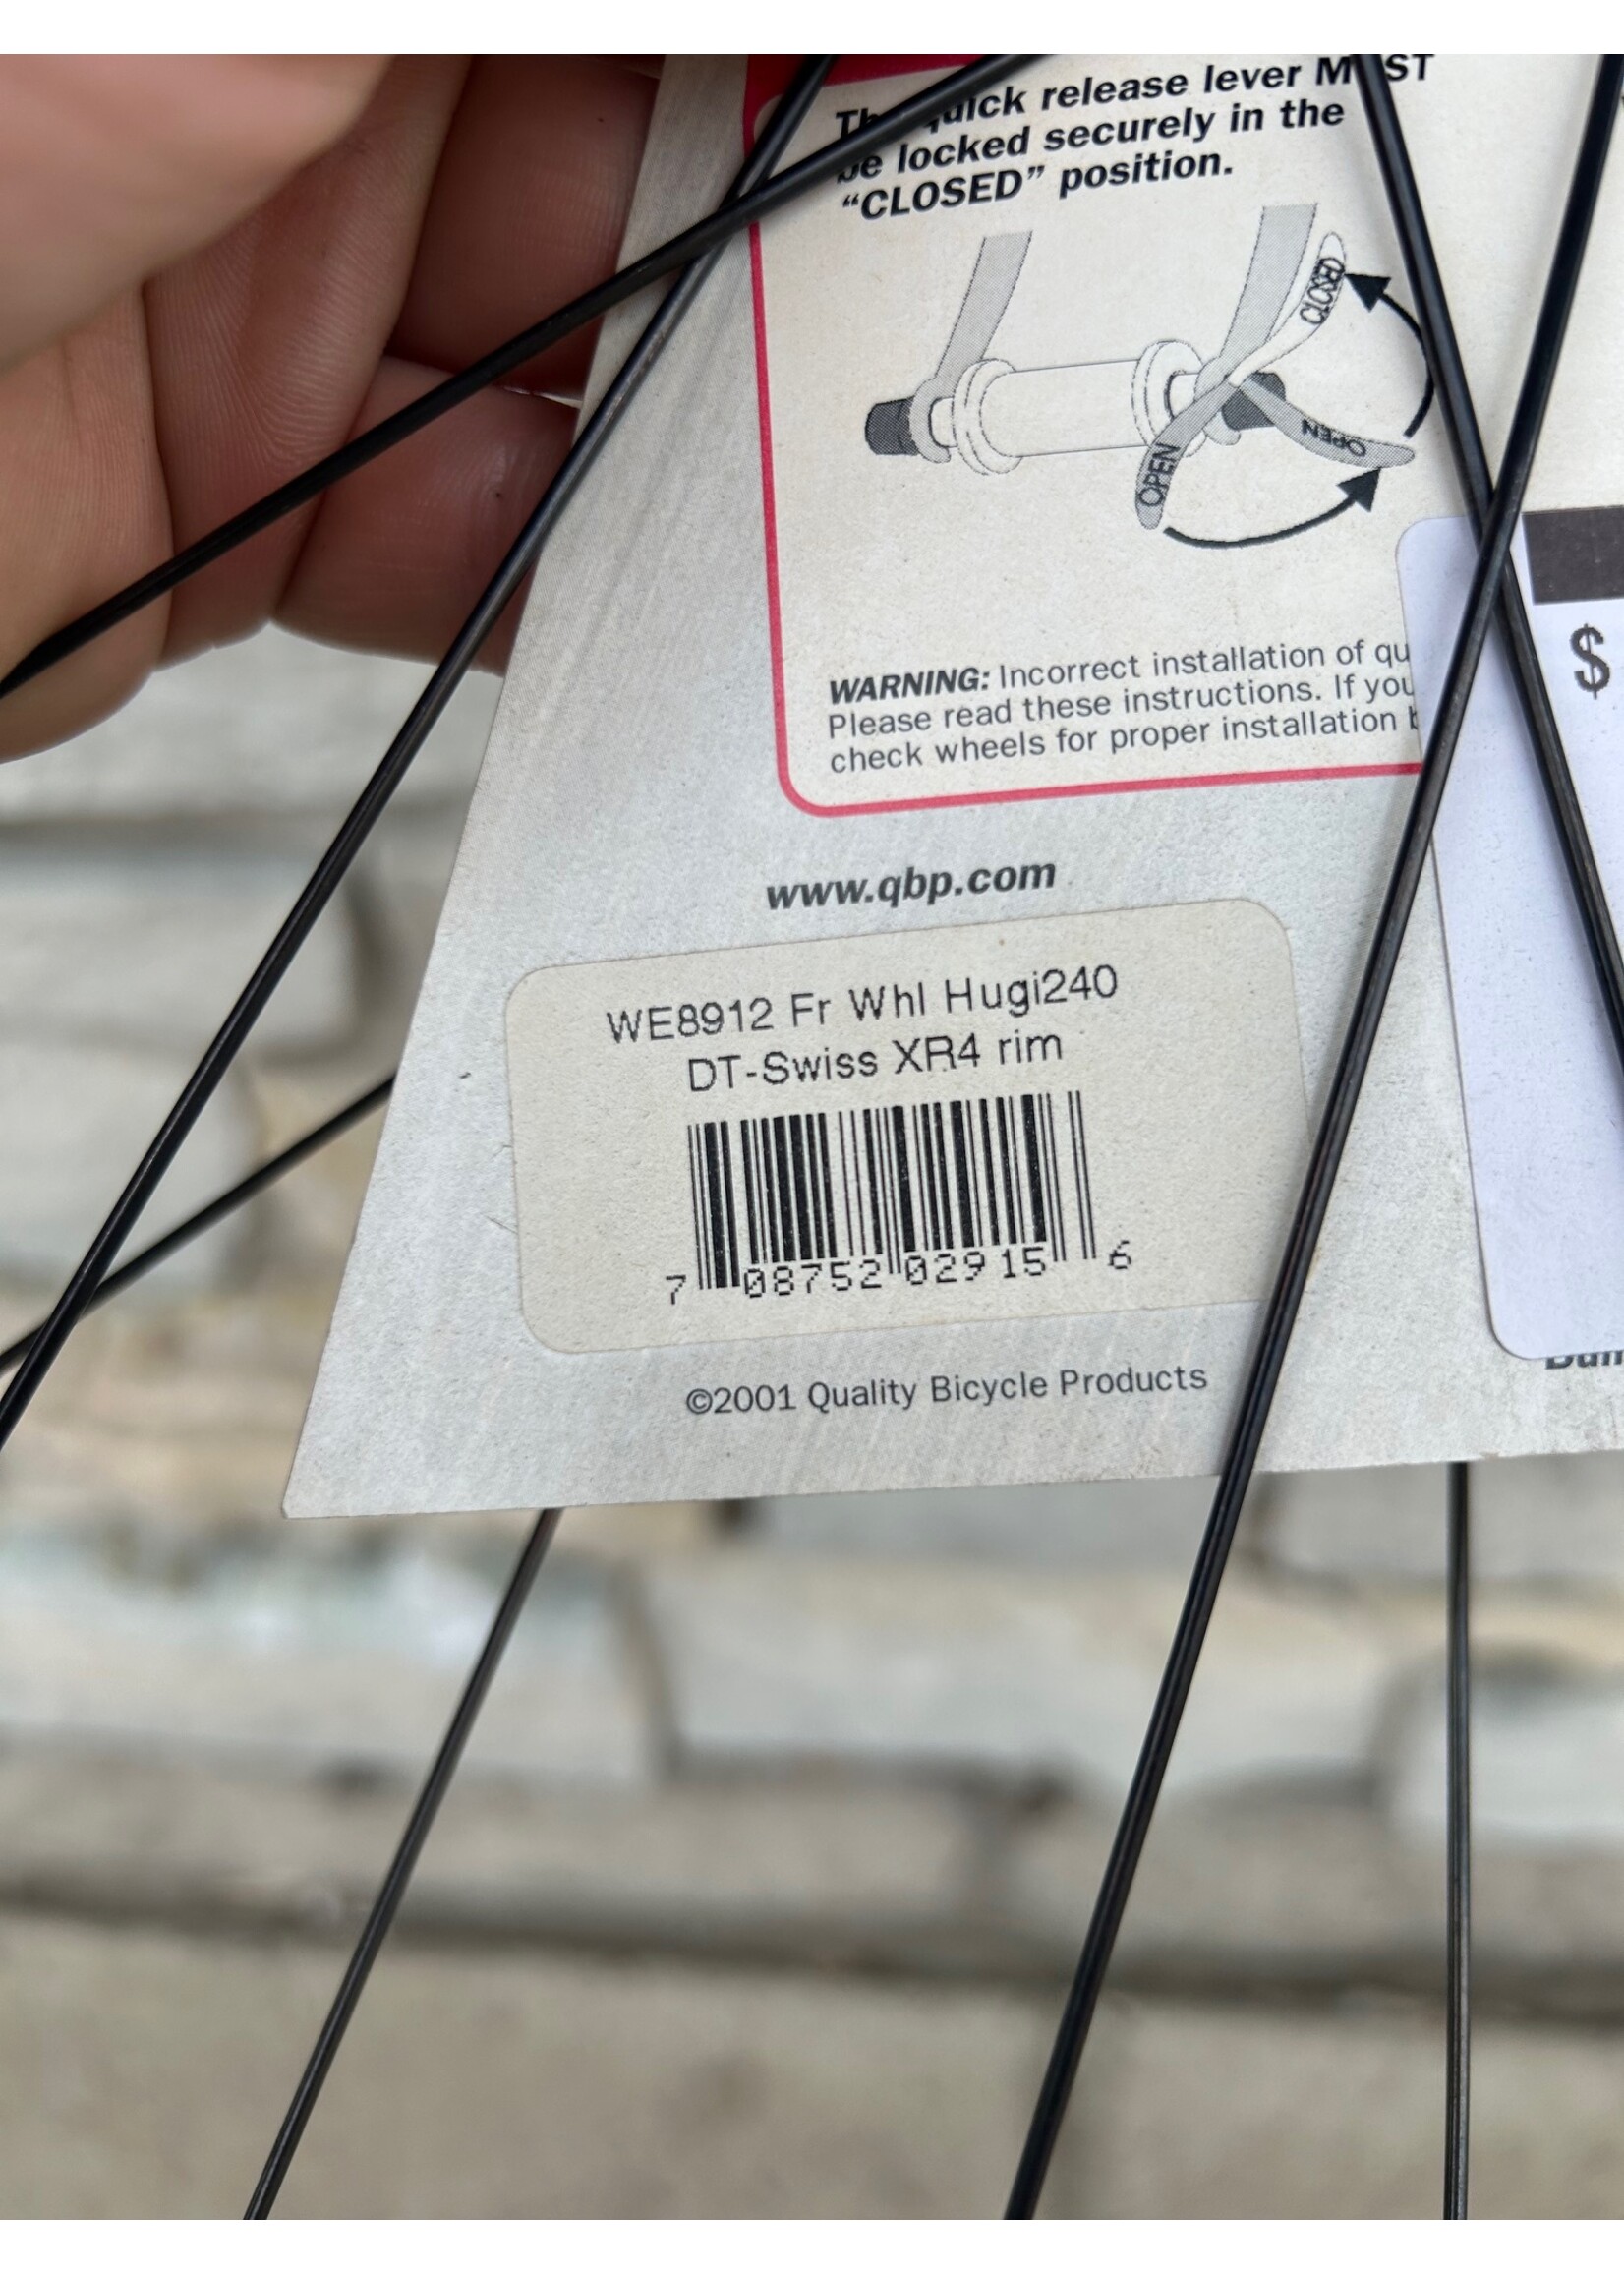 The quick release lever MUST
be locked securely in the
“CLOSED” position.
CLOSED
OPEN
OPEN
$
WARNING: Incorrect installation of qu
Please read these instructions. If you
check wheels for proper installation
www.qbp.com
WE8912 Fr Whl Hugi240
DT-Swiss XR4 rim
7 08752 02915 6
©2001 Quality Bicycle Products